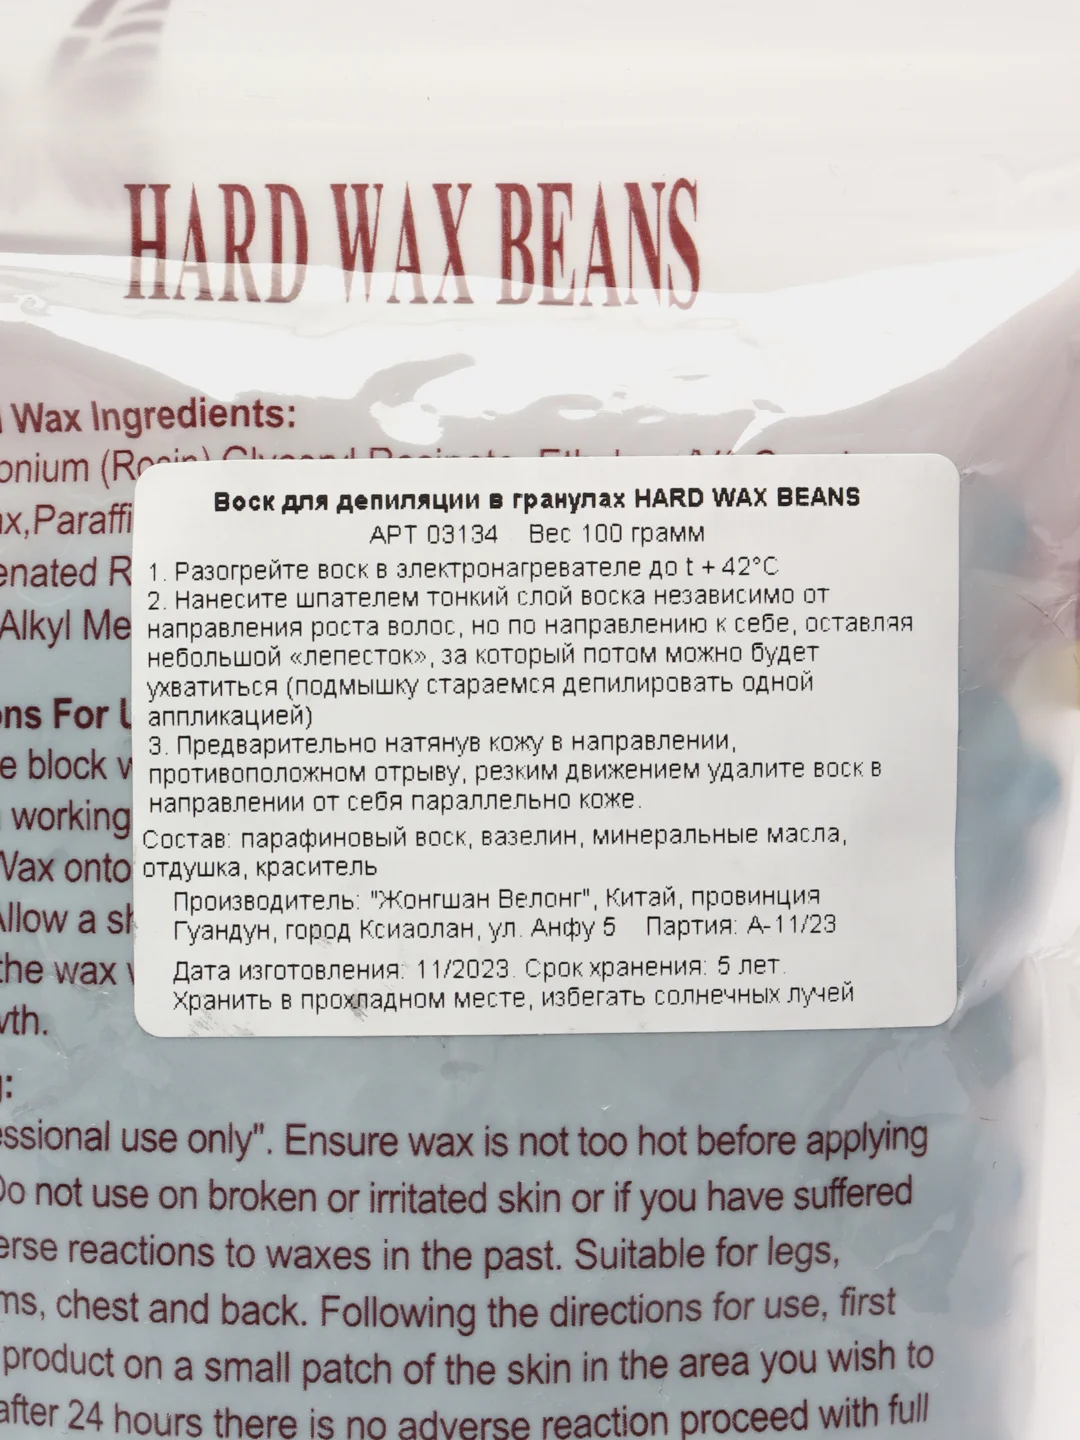 HARD WAX BEANS
Wax Ingredients:
(Rosin) Glyceryl Rosinate,
Воск для депиляции в гранулах HARD WAX BEANS
АРТ 03134 Вес 100 грамм
1. Разогрейте воск в электронагревателе до t + 42°C
2. Нанесите шпателем тонкий слой воска независимо от
направления роста волос, но по направлению к себе, оставляя
небольшой «лепесток», за который потом можно будет
ухватиться (подмышку стараемся депилировать одной
аппликацией)
3. Предварительно натянув кожу в направлении,
противоположном отрыву, резким движением удалите воск в
направлении от себя параллельно коже.
Состав: парафиновый воск, вазелин, минеральные масла,
отдушка, краситель
Производитель: "Жонгшан Велонг", Китай, провинция
Гуандун, город Ксиаолан, ул. Анфу 5 Партия: А-11/23
Дата изготовления: 11/2023. Срок хранения: 5 лет.
Хранить в прохладном месте, избегать солнечных лучей
Alkyl Me
ons For U
e block w
working
Wax onto
Allow a sh
the wax w
wth.
g:
essional use only". Ensure wax is not too hot before applying
Do not use on broken or irritated skin or if you have suffered
erse reactions to waxes in the past. Suitable for legs,
ms, chest and back. Following the directions for use, first
product on a small patch of the skin in the area you wish to
after 24 hours there is no adverse reaction proceed with full